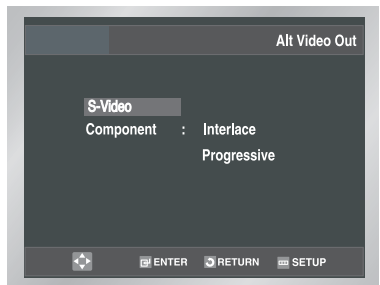 Alt Video Out
S-Video
Component : Interlace
Progressive
ENTER RETURN SETUP